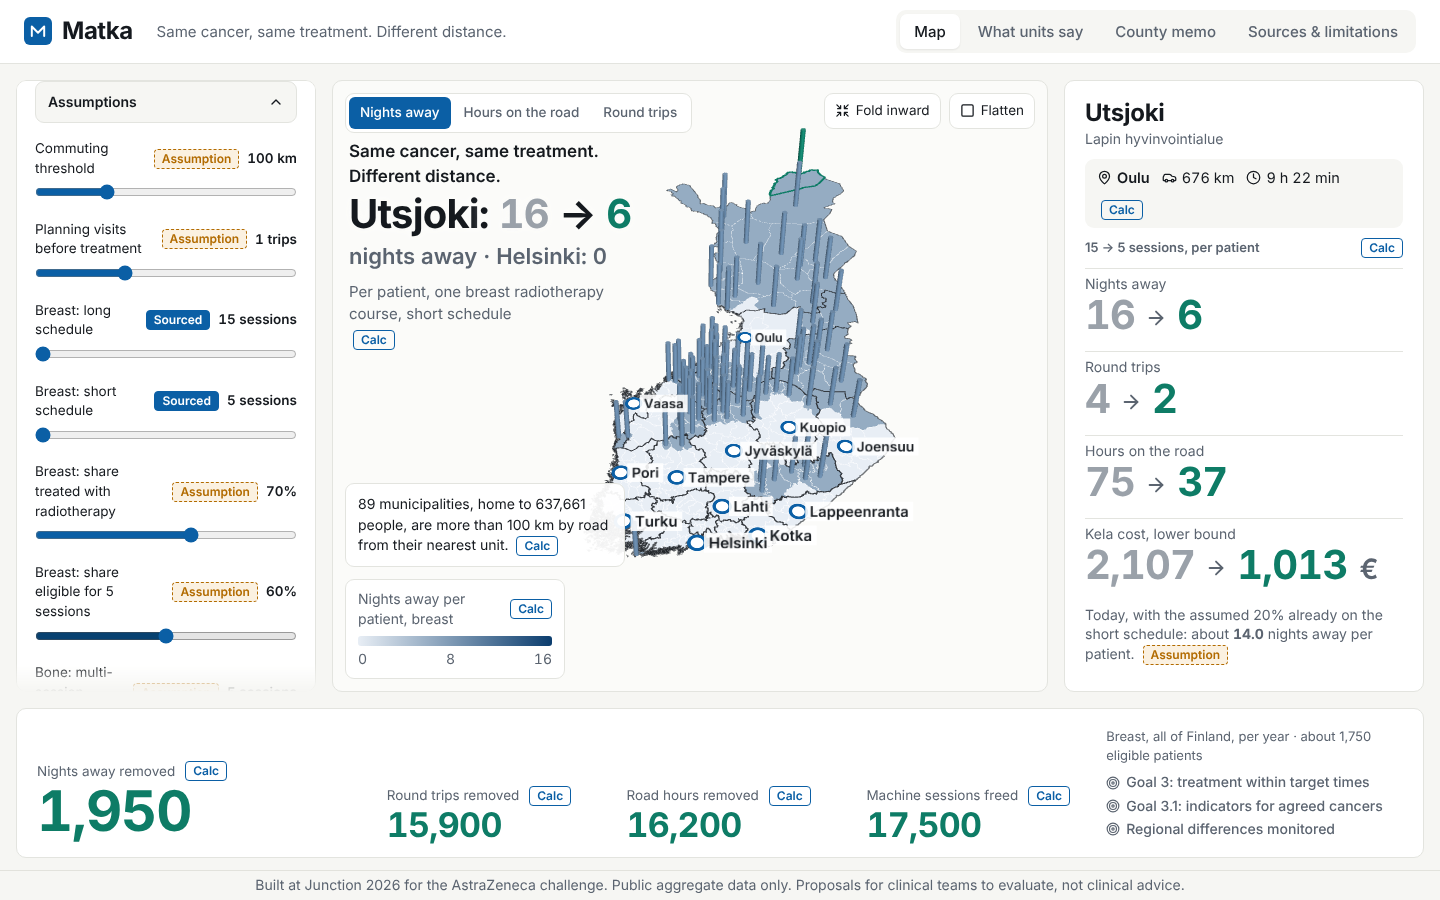 Matka
Same cancer, same treatment. Different distance.
Map
What units say
County memo
Sources & limitations
Assumptions
Commuting
threshold
Assumption
100 km
Planning visits
before treatment
Assumption
1 trips
Breast: long
schedule
Sourced
15 sessions
Breast: short
schedule
Sourced
5 sessions
Breast: share
treated with
radiotherapy
Assumption
70%
Breast: share
eligible for 5
sessions
Assumption
60%
Bone: multi-
Nights away
Hours on the road
Round trips
Fold inward
Flatten
Same cancer, same treatment.
Different distance.
Utsjoki: 16 → 6
nights away · Helsinki: 0
Per patient, one breast radiotherapy
course, short schedule
Calc
Oulu
Vaasa
Kuopio
Joensuu
Jyväskylä
Pori
Tampere
Lahti
Lappeenranta
Turku
Kotka
Helsinki
89 municipalities, home to 637,661
people, are more than 100 km by road
from their nearest unit. Calc
Nights away per
patient, breast
Calc
0 8 16
Utsjoki
Lapin hyvinvointialue
Oulu 676 km 9 h 22 min
Calc
15 → 5 sessions, per patient
Calc
Nights away
16 → 6
Round trips
4 → 2
Hours on the road
75 → 37
Kela cost, lower bound
2,107 → 1,013 €
Today, with the assumed 20% already on the
short schedule: about 14.0 nights away per
patient. Assumption
Nights away removed Calc
1,950
Round trips removed Calc
15,900
Road hours removed Calc
16,200
Machine sessions freed Calc
17,500
Breast, all of Finland, per year · about 1,750
eligible patients
Goal 3: treatment within target times
Goal 3.1: indicators for agreed cancers
Regional differences monitored
Built at Junction 2026 for the AstraZeneca challenge. Public aggregate data only. Proposals for clinical teams to evaluate, not clinical advice.